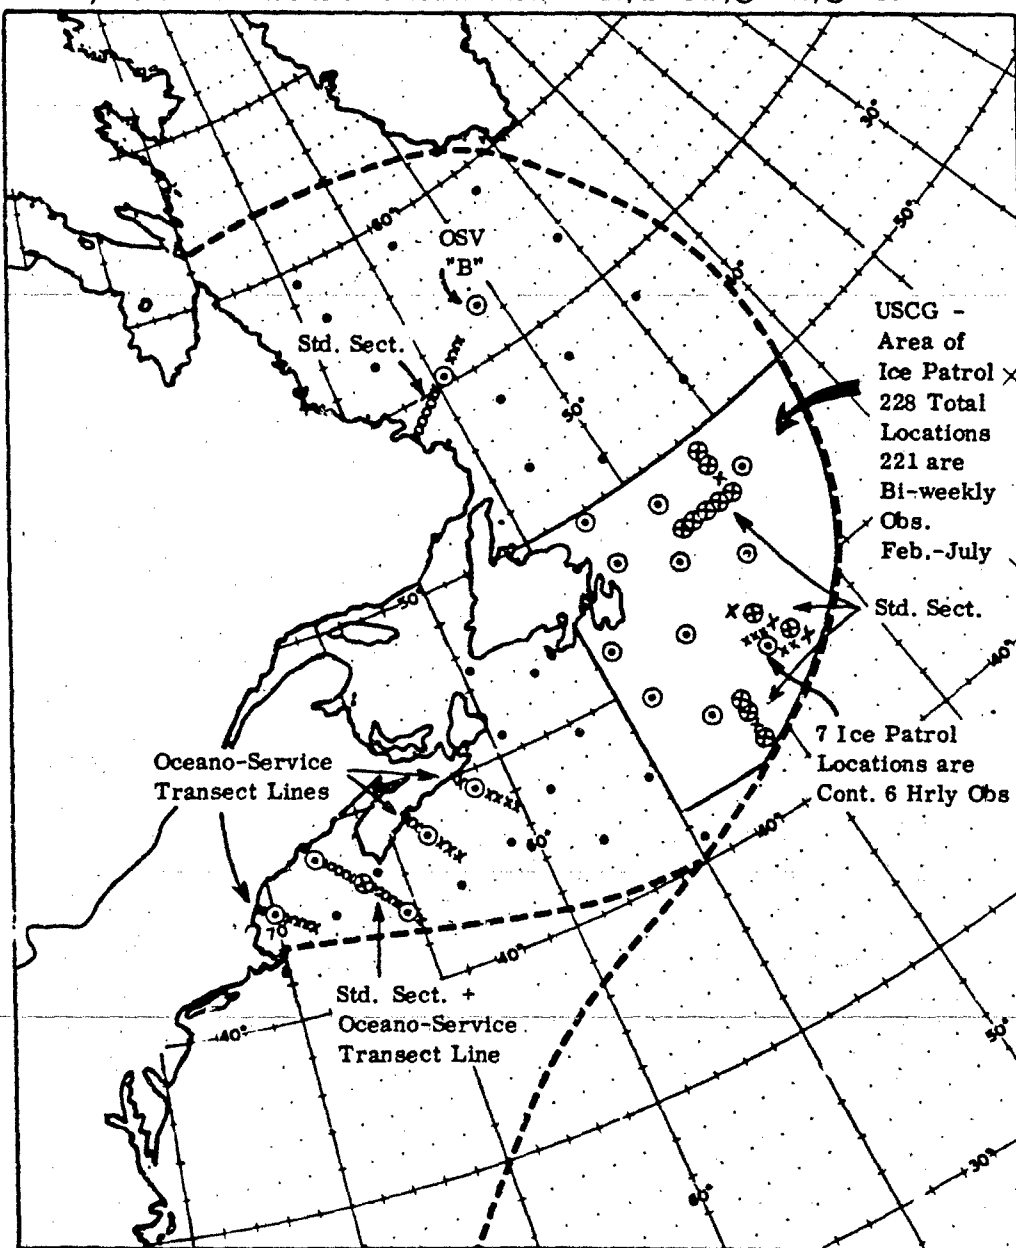 30°
50°
60°
OSV
"B"
Std. Sect.
50°
USCG -
Area of
Ice Patrol
228 Total
Locations
221 are
Bi-weekly
Obs.
Feb.-July
50°
Std. Sect.
40°
7 Ice Patrol
Locations are
Cont. 6 Hrly Obs
Oceano-Service
Transect Lines
60°
40°
70
40°
Std. Sect. +
Oceano-Service
Transect Line
40°
50°
30°
60°